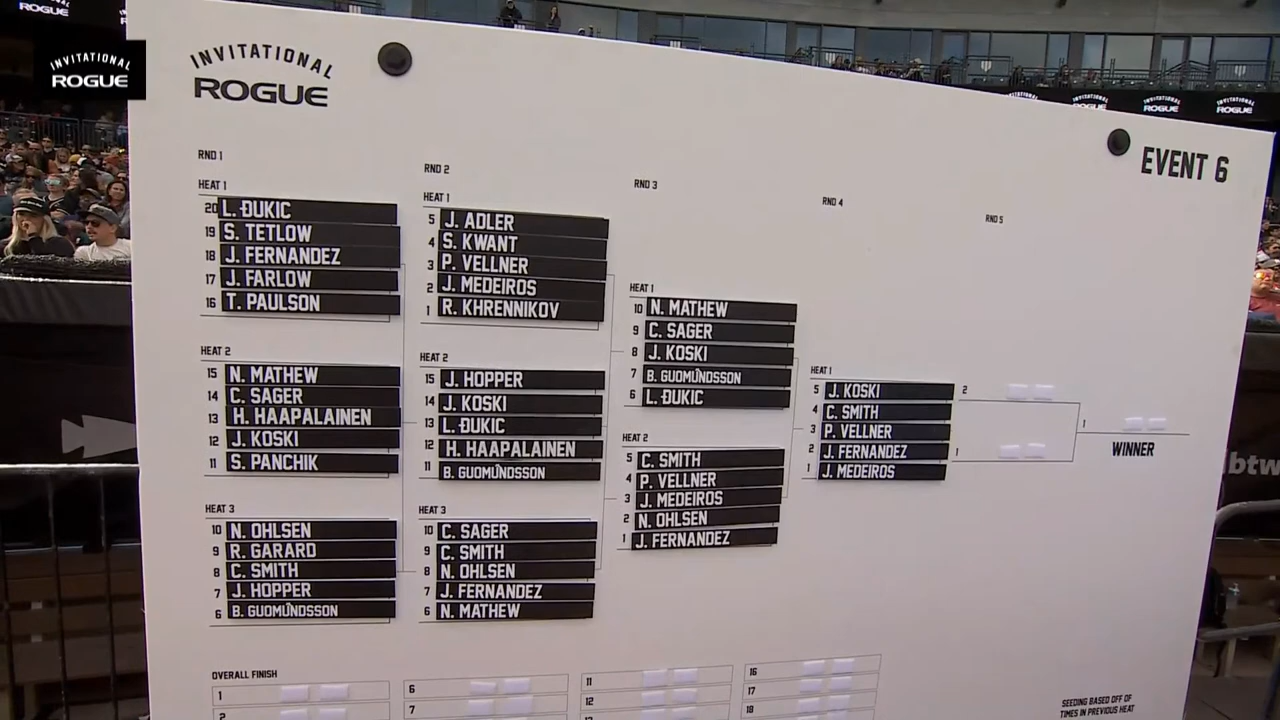 ROGUE
INVITATIONAL
ROGUE
INVITATIONAL
ROGUE
EVENT 6
RND 1
HEAT 1
20 L. ĐUKIC
19 S. TETLOW
18 J. FERNANDEZ
17 J. FARLOW
16 T. PAULSON
HEAT 2
15 N. MATHEW
14 C. SAGER
13 H. HAAPALAINEN
12 J. KOSKI
11 S. PANCHIK
HEAT 3
10 N. OHLSEN
9 R. GARARD
8 C. SMITH
7 J. HOPPER
6 B. GUÐMUNDSSON
RND 2
HEAT 1
5 J. ADLER
4 S. KWANT
3 P. VELLNER
2 J. MEDEIROS
1 R. KHRENNIKOV
HEAT 2
15 J. HOPPER
14 J. KOSKI
13 L. ĐUKIC
12 H. HAAPALAINEN
11 B. GUÐMUNDSSON
HEAT 3
10 C. SAGER
9 C. SMITH
8 N. OHLSEN
7 J. FERNANDEZ
6 N. MATHEW
RND 3
HEAT 1
10 N. MATHEW
9 C. SAGER
8 J. KOSKI
7 B. GUÐMUNDSSON
6 L. ĐUKIC
HEAT 2
5 C. SMITH
4 P. VELLNER
3 J. MEDEIROS
2 N. OHLSEN
1 J. FERNANDEZ
RND 4
HEAT 1
5 J. KOSKI
4 C. SMITH
3 P. VELLNER
2 J. FERNANDEZ
1 J. MEDEIROS
RND 5
2
1
1
WINNER
OVERALL FINISH
1
2
6
7
11
12
16
17
18
SEEDING BASED OFF OF
TIMES IN PREVIOUS HEAT
INVITATIONAL
ROGUE
INVITATIONAL
ROGUE